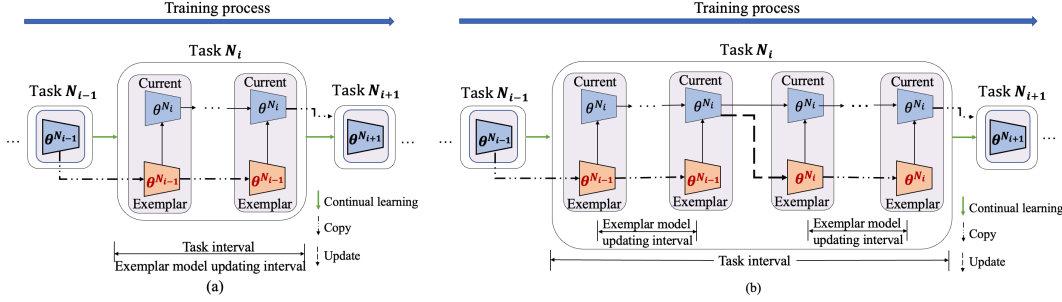 Training process
Task N_i
Task N_{i−1}
Current
Current
θ^{N_i}
...
θ^{N_i}
Task N_{i+1}
...
θ^{N_{i−1}}
θ^{N_{i+1}}
...
θ^{N_{i−1}}
θ^{N_{i−1}}
Exemplar
Exemplar
Continual learning
Copy
Update
Task interval
Exemplar model updating interval
(a)
Training process
Task N_i
Task N_{i−1}
Current
Current
Current
Current
θ^{N_i}
...
θ^{N_i}
θ^{N_i}
...
θ^{N_i}
Task N_{i+1}
...
θ^{N_{i−1}}
θ^{N_{i+1}}
...
θ^{N_{i−1}}
θ^{N_{i−1}}
θ^{N_i}
θ^{N_i}
Exemplar
Exemplar
Exemplar
Exemplar
Exemplar model
updating interval
Exemplar model
updating interval
Continual learning
Copy
Update
Task interval
(b)